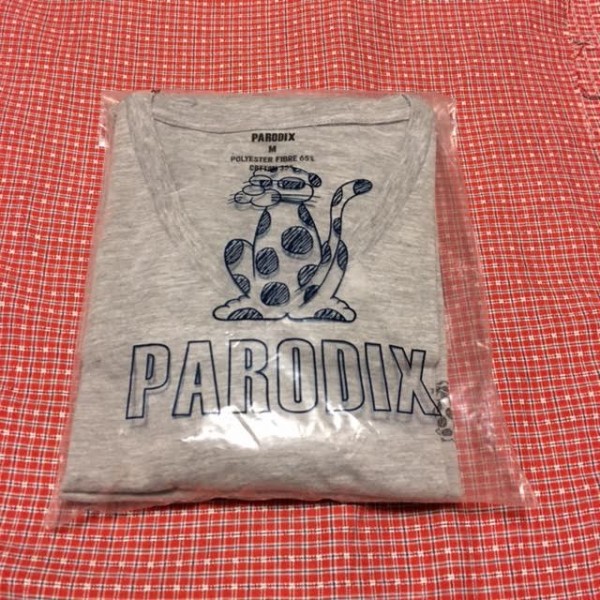 PARODIX
M
POLYESTER FIBRE 65%
PARODIX